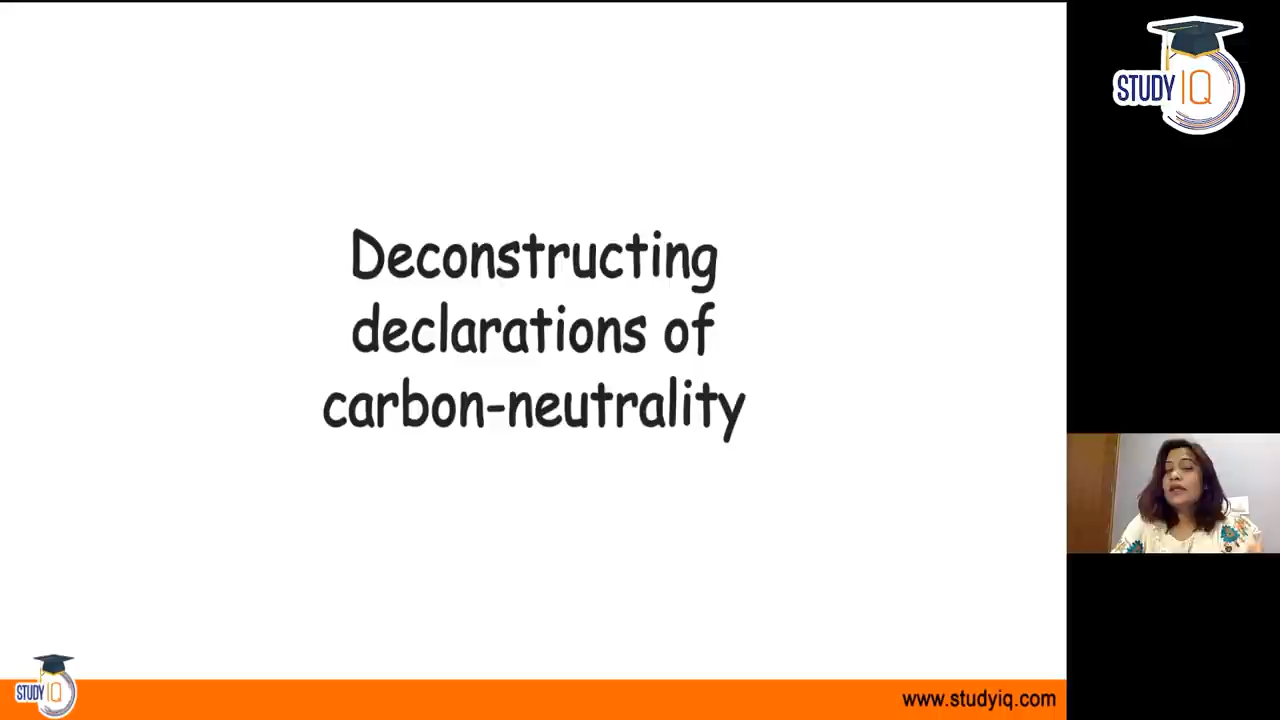 STUDY IQ
Deconstructing
declarations of
carbon-neutrality
STUDY IQ
www.studyiq.com